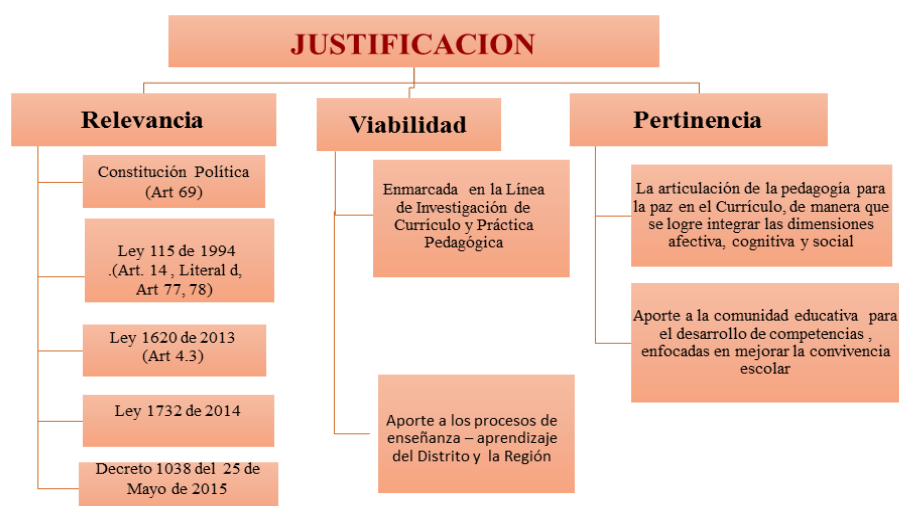 JUSTIFICACION
Relevancia
Constitución Política
(Art 69)
Ley 115 de 1994
.(Art. 14 , Literal d,
Art 77, 78)
Ley 1620 de 2013
(Art 4.3)
Ley 1732 de 2014
Decreto 1038 del 25 de
Mayo de 2015
Viabilidad
Enmarcada en la Línea
de Investigación de
Currículo y Práctica
Pedagógica
Aporte a los procesos de
enseñanza – aprendizaje
del Distrito y la Región
Pertinencia
La articulación de la pedagogía para
la paz en el Currículo, de manera que
se logre integrar las dimensiones
afectiva, cognitiva y social
Aporte a la comunidad educativa para
el desarrollo de competencias ,
enfocadas en mejorar la convivencia
escolar